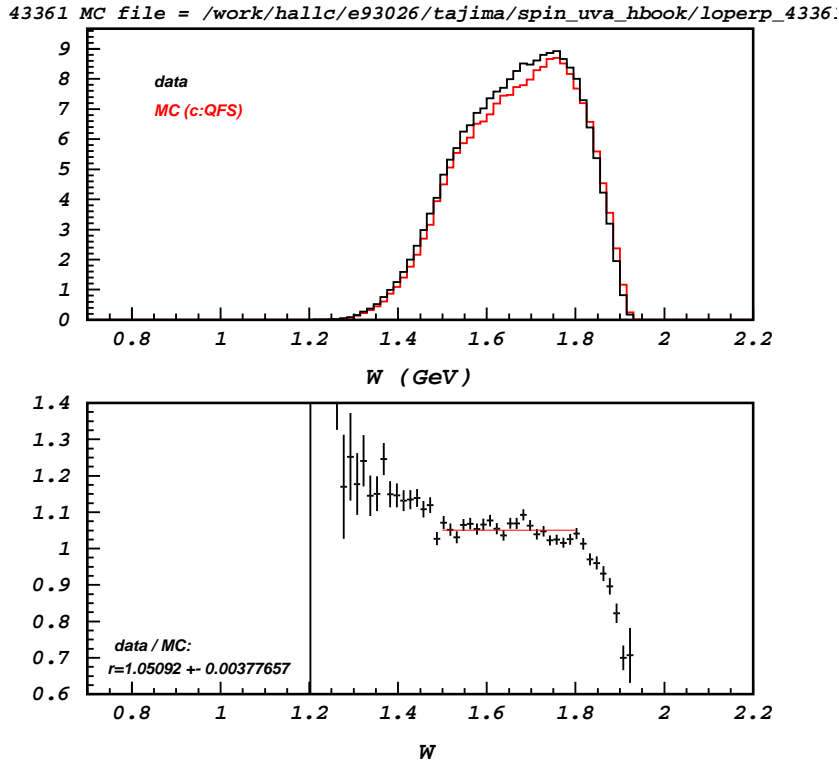 43361 MC file = /work/hallc/e93026/tajima/spin_uva_hbook/loperp_43361
9
8
7
6
5
4
3
2
1
0
data
MC (c:QFS)
0.8 1 1.2 1.4 1.6 1.8 2 2.2
W (GeV)
1.4
1.3
1.2
1.1
1
0.9
0.8
0.7
0.6
data / MC:
r=1.05092 +- 0.00377657
0.8 1 1.2 1.4 1.6 1.8 2 2.2
W